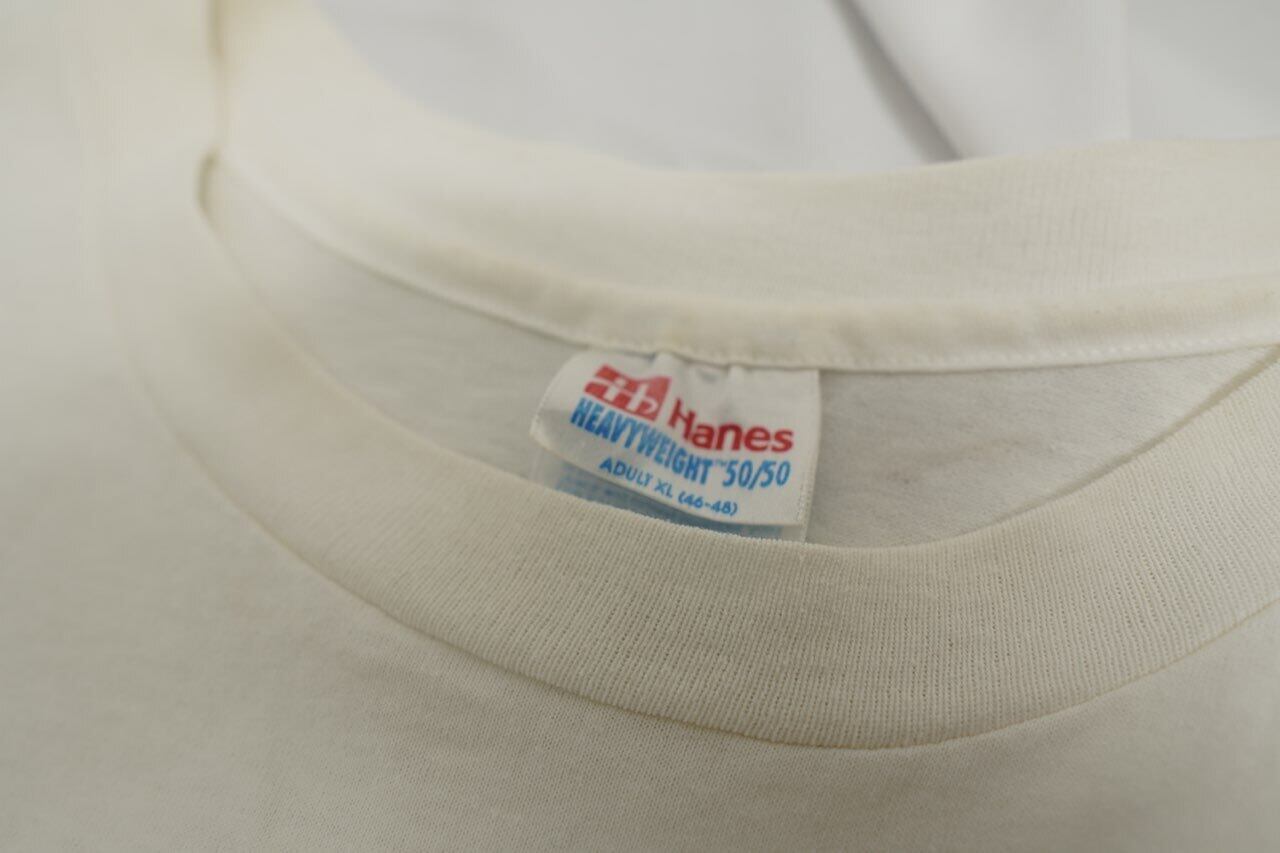 Hanes
HEAVYWEIGHT™ 50/50
ADULT XL (46-48)